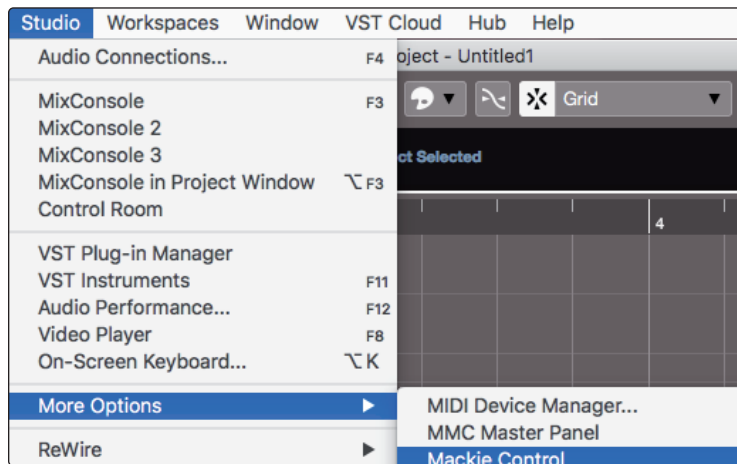 Studio Workspaces Window VST Cloud Hub Help
Audio Connections... F4
oject - Untitled1
MixConsole F3
Grid
MixConsole 2
MixConsole 3
ct Selected
MixConsole in Project Window ⌥F3
Control Room
4
VST Plug-in Manager
VST Instruments F11
Audio Performance... F12
Video Player F8
On-Screen Keyboard... ⌥K
More Options
MIDI Device Manager...
MMC Master Panel
ReWire
Mackie Control